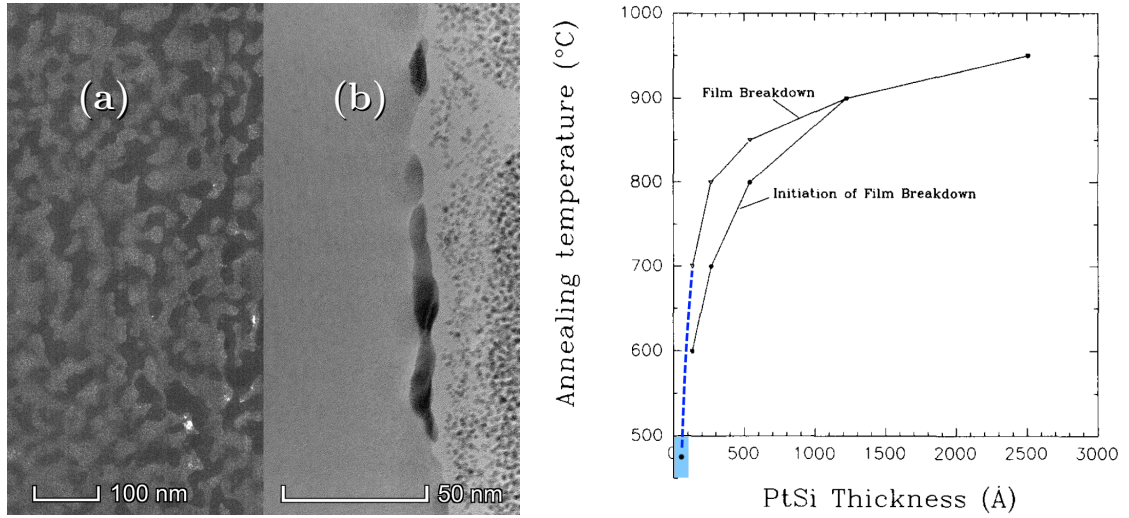 (a)
(b)
100 nm
50 nm
Annealing temperature (°C)
1000
900
800
700
600
500
Film Breakdown
Initiation of Film Breakdown
0 500 1000 1500 2000 2500 3000
PtSi Thickness (Å)